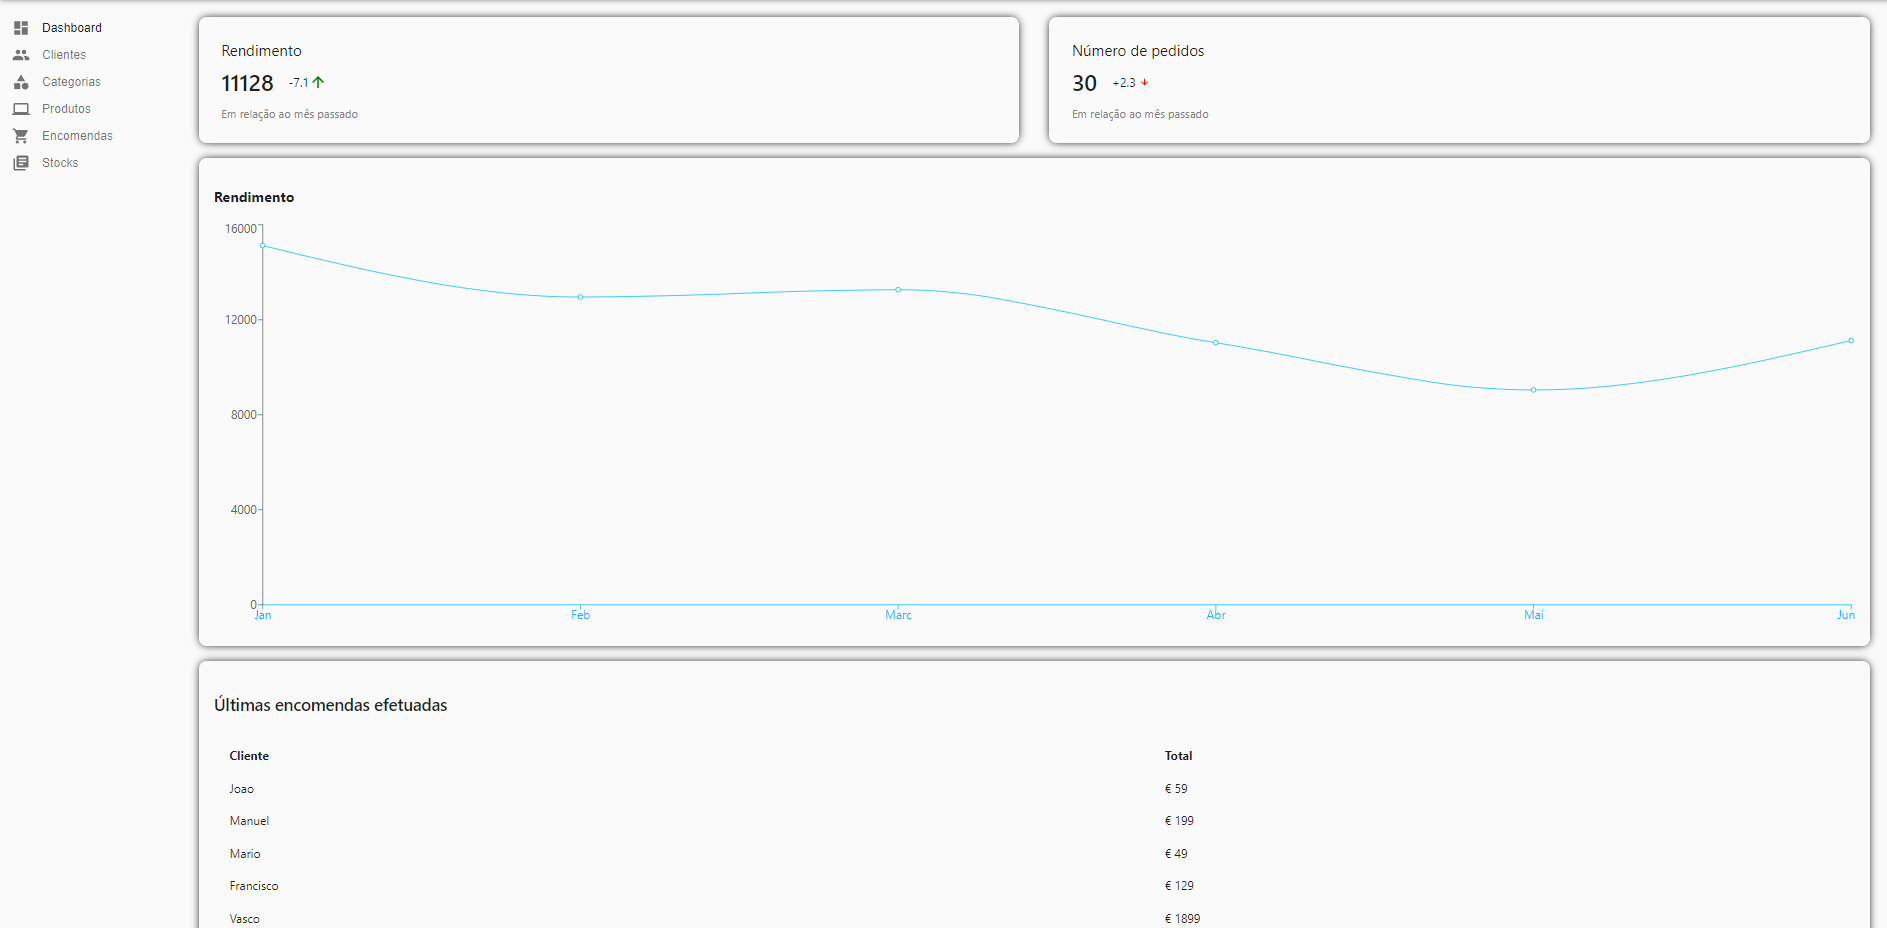 Dashboard
Clientes
Categorias
Produtos
Encomendas
Stocks
Rendimento
11128 -7.1
Em relação ao mês passado
Número de pedidos
30 +2.3
Em relação ao mês passado
Rendimento
16000
12000
8000
4000
0
Jan Feb Marc Abr Mai Jun
Últimas encomendas efetuadas
Cliente Total
Joao € 59
Manuel € 199
Mario € 49
Francisco € 129
Vasco € 1899